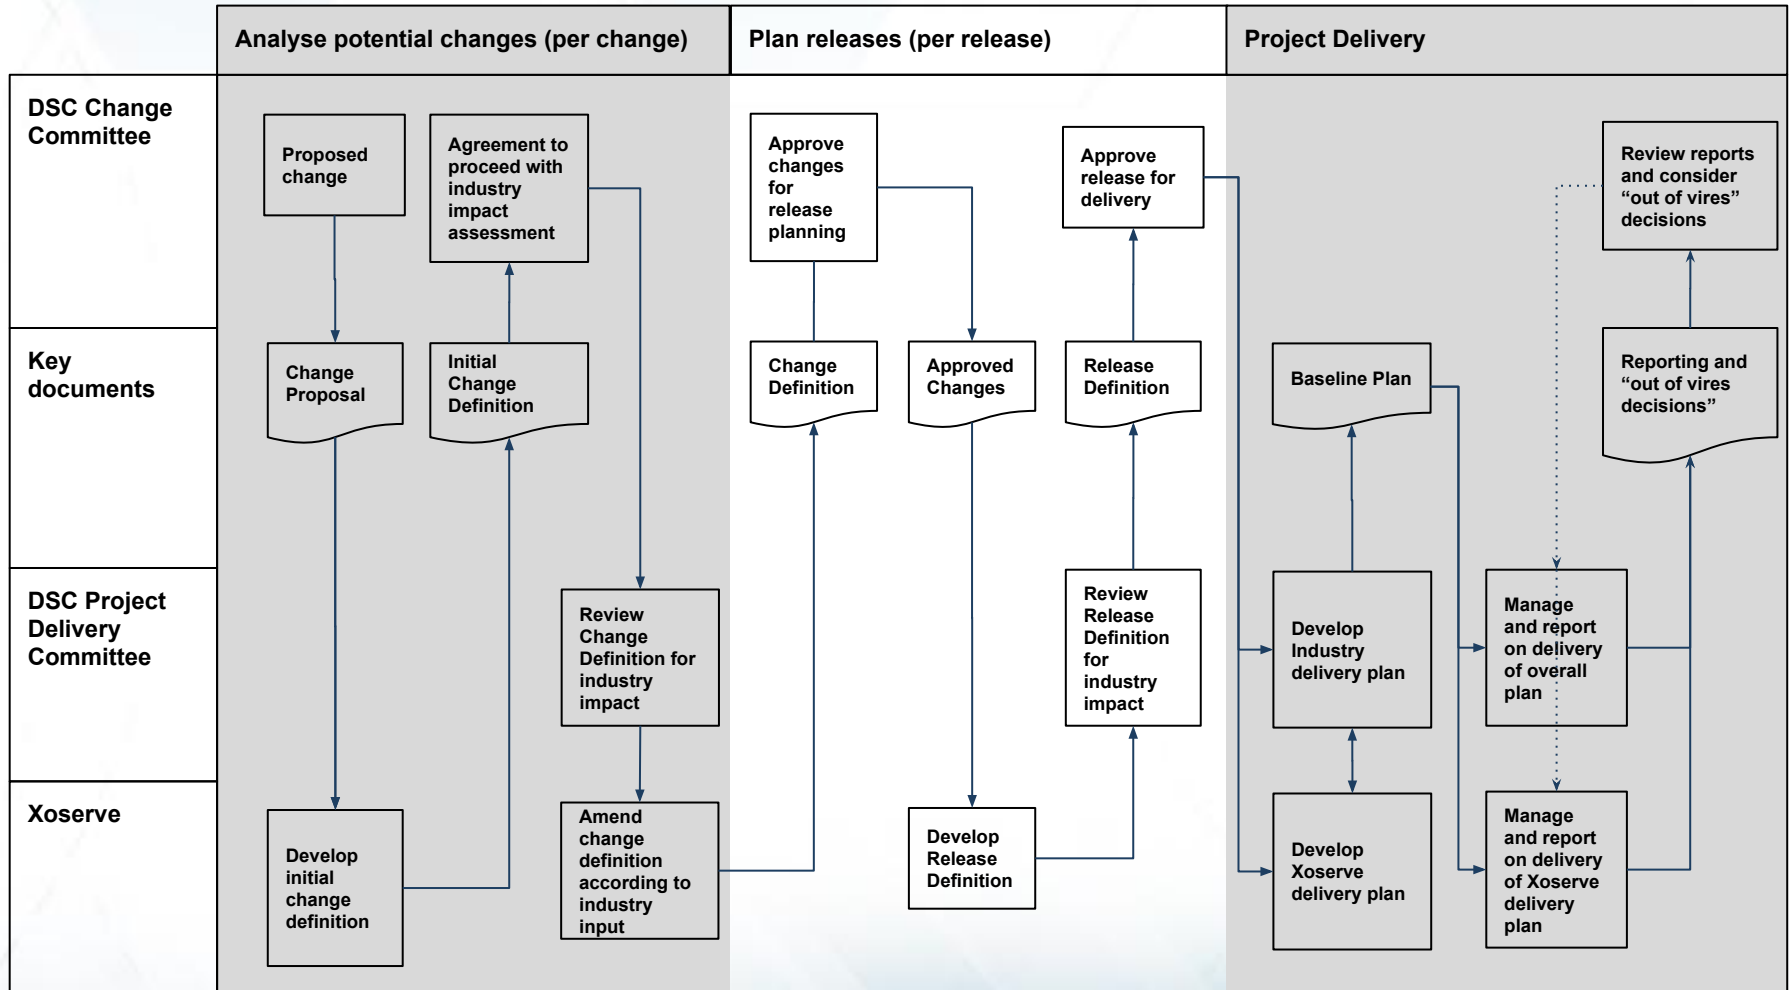 Analyse potential changes (per change)
Plan releases (per release)
Project Delivery
DSC Change
Committee
Proposed
change
Agreement to
proceed with
industry
impact
assessment
Approve
changes
for
release
planning
Approve
release for
delivery
Review reports
and consider
“out of vires”
decisions
Key
documents
Change
Proposal
Initial
Change
Definition
Change
Definition
Approved
Changes
Release
Definition
Baseline Plan
Reporting and
“out of vires
decisions”
DSC Project
Delivery
Committee
Review
Change
Definition for
industry
impact
Review
Release
Definition
for
industry
impact
Develop
Industry
delivery plan
Manage
and report
on delivery
of overall
plan
Xoserve
Develop
initial
change
definition
Amend
change
definition
according to
industry
input
Develop
Release
Definition
Develop
Xoserve
delivery plan
Manage
and report
on delivery
of Xoserve
delivery
plan